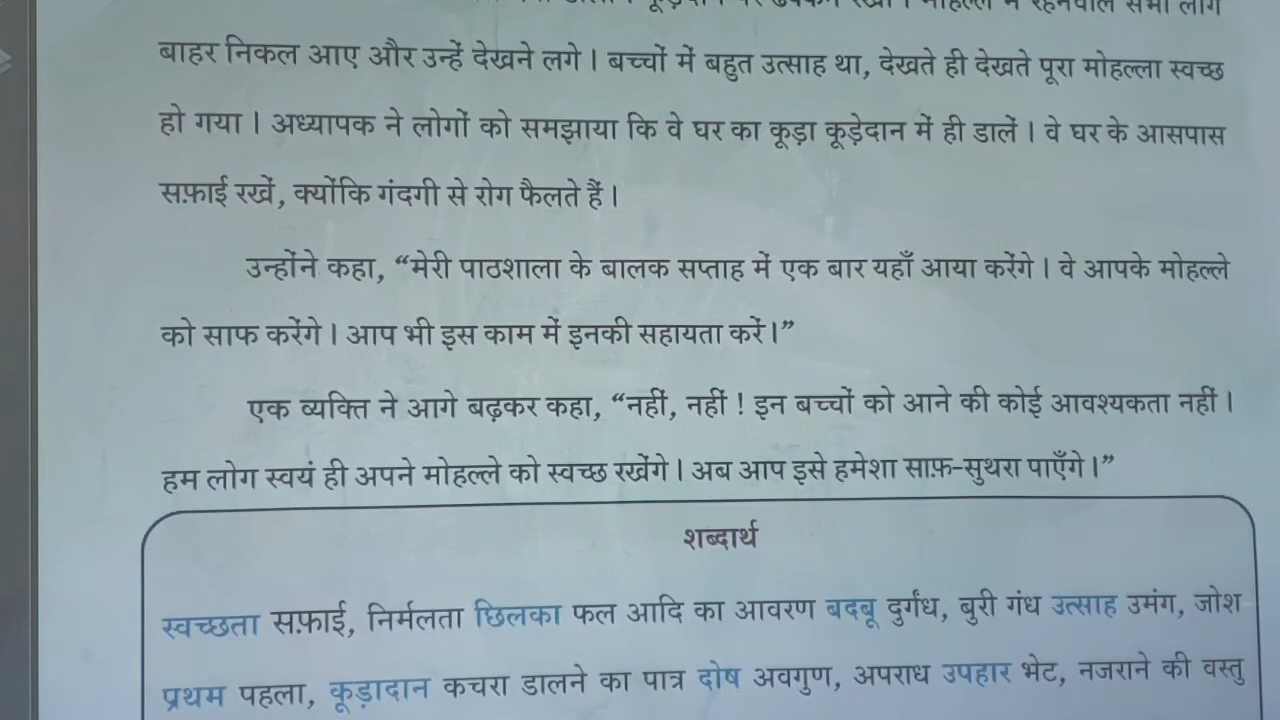 बाहर निकल आए और उन्हें देखने लगे । बच्चों में बहुत उत्साह था, देखते ही देखते पूरा मोहल्ला स्वच्छ
हो गया । अध्यापक ने लोगों को समझाया कि वे घर का कूड़ा कूड़ेदान में ही डालें । वे घर के आसपास
सफ़ाई रखें, क्योंकि गंदगी से रोग फैलते हैं ।
उन्होंने कहा, “मेरी पाठशाला के बालक सप्ताह में एक बार यहाँ आया करेंगे । वे आपके मोहल्ले
को साफ करेंगे । आप भी इस काम में इनकी सहायता करें ।”
एक व्यक्ति ने आगे बढ़कर कहा, “नहीं, नहीं ! इन बच्चों को आने की कोई आवश्यकता नहीं ।
हम लोग स्वयं ही अपने मोहल्ले को स्वच्छ रखेंगे । अब आप इसे हमेशा साफ़-सुथरा पाएँगे ।”
शब्दार्थ
स्वच्छता सफ़ाई, निर्मलता छिलका फल आदि का आवरण बदबू दुर्गंध, बुरी गंध उत्साह उमंग, जोश
प्रथम पहला, कूड़ादान कचरा डालने का पात्र दोष अवगुण, अपराध उपहार भेट, नजराने की वस्तु